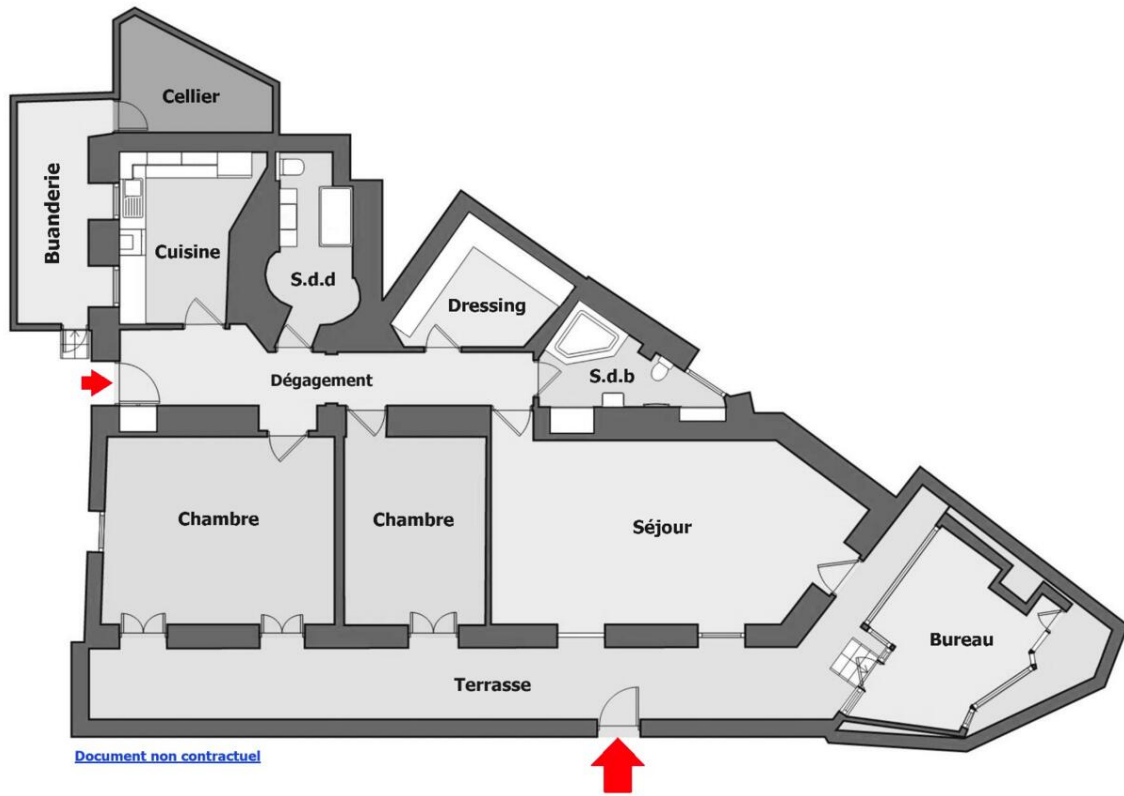 Cellier
Buanderie
Cuisine
S.d.d
Dressing
S.d.b
Dégagement
Chambre
Chambre
Séjour
Bureau
Terrasse
Document non contractuel